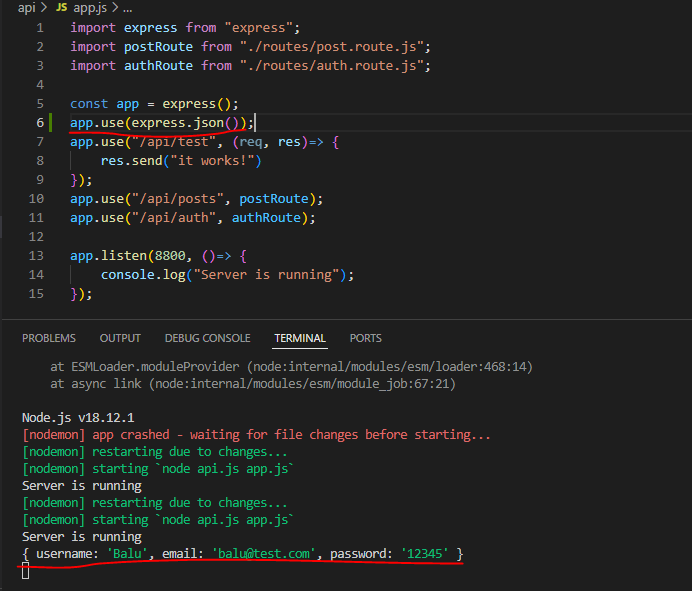 api > JS app.js > ...
1 import express from "express";
2 import postRoute from "./routes/post.route.js";
3 import authRoute from "./routes/auth.route.js";
4
5 const app = express();
6 app.use(express.json());
7 app.use("/api/test", (req, res)=> {
8     res.send("it works!")
9 });
10 app.use("/api/posts", postRoute);
11 app.use("/api/auth", authRoute);
12
13 app.listen(8800, ()=> {
14     console.log("Server is running");
15 });
PROBLEMS OUTPUT DEBUG CONSOLE TERMINAL PORTS
    at ESMLoader.moduleProvider (node:internal/modules/esm/loader:468:14)
    at async link (node:internal/modules/esm/module_job:67:21)
Node.js v18.12.1
[nodemon] app crashed - waiting for file changes before starting...
[nodemon] restarting due to changes...
[nodemon] starting `node api.js app.js`
Server is running
[nodemon] restarting due to changes...
[nodemon] starting `node api.js app.js`
Server is running
{ username: 'Balu', email: 'balu@test.com', password: '12345' }